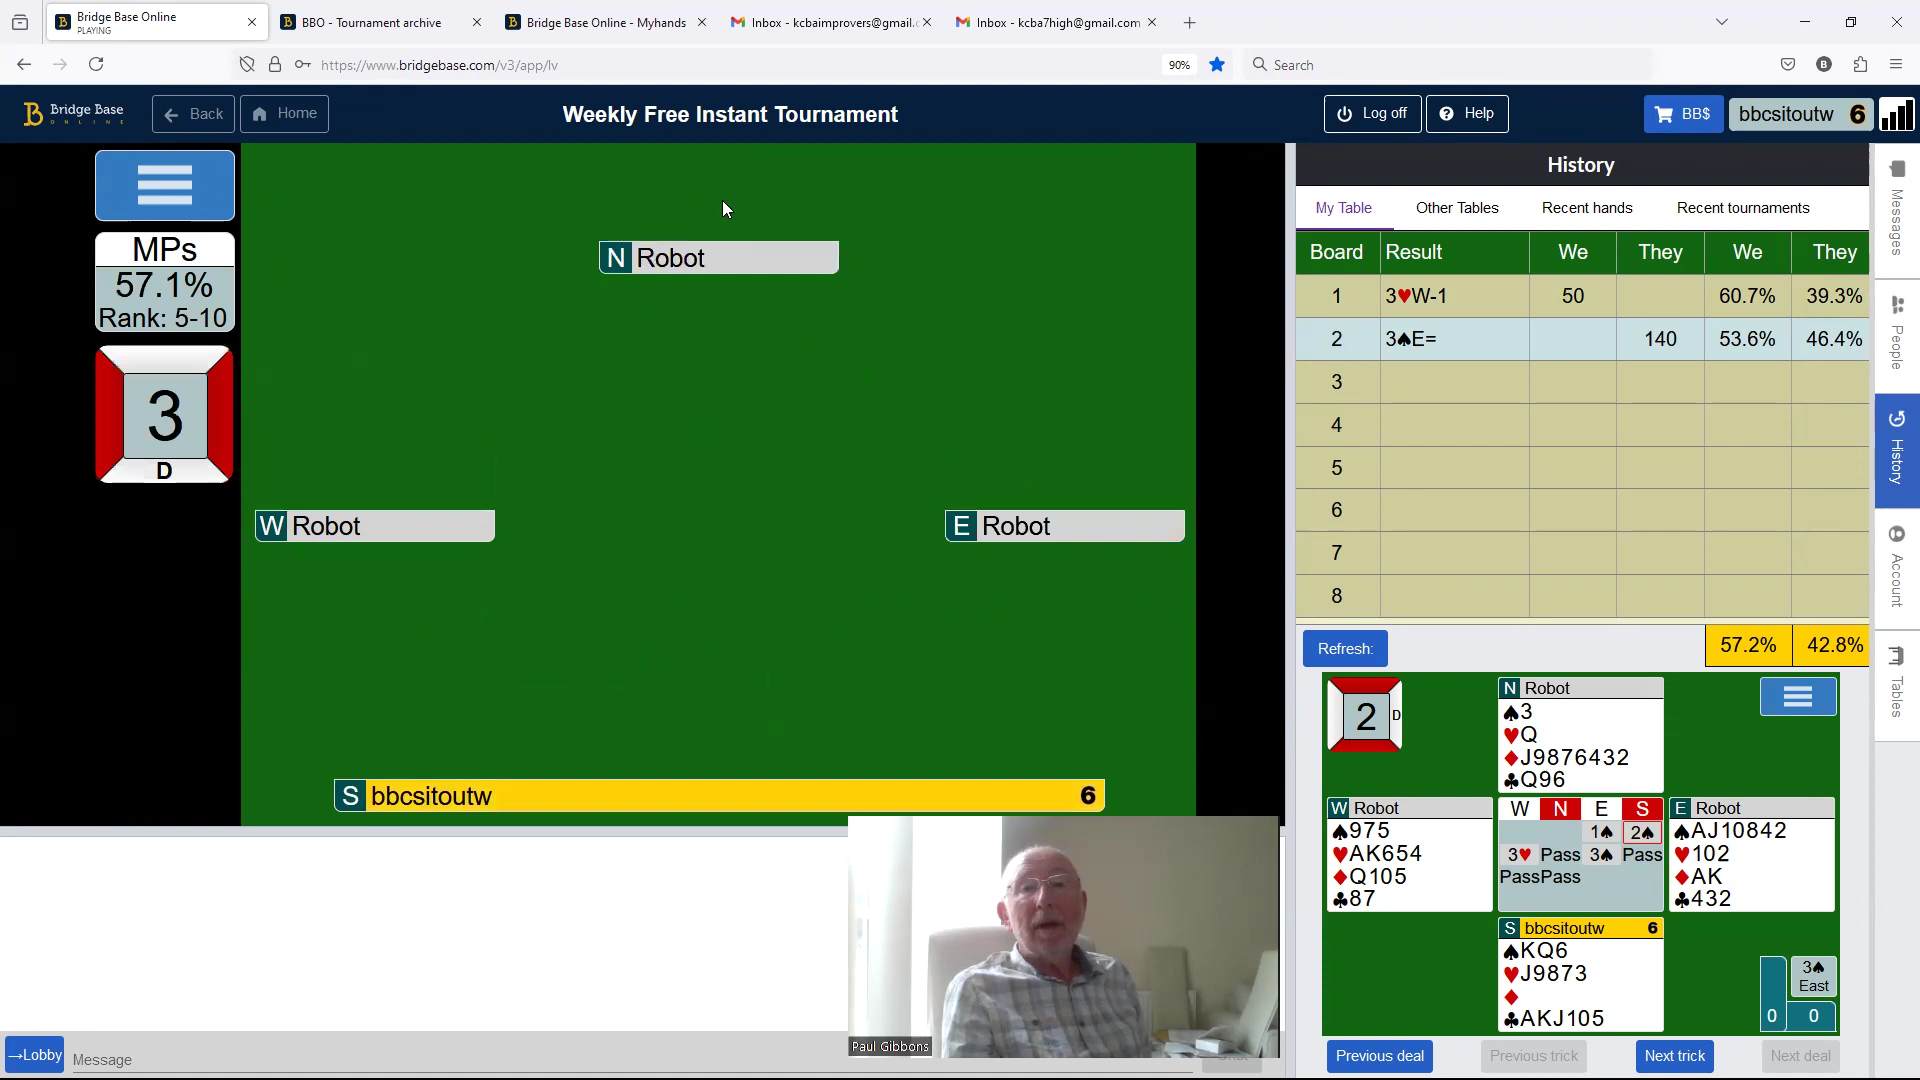 Bridge Base Online
PLAYING
BBO - Tournament archive
Bridge Base Online - Myhands
Inbox - kcbaimprovers@gmail.c
Inbox - kcba7high@gmail.com
https://www.bridgebase.com/v3/app/lv
90%
Search
Bridge Base
ONLINE
Back
Home
Weekly Free Instant Tournament
Log off
Help
BB$
bbcsitoutw 6
MPs
57.1%
Rank: 5-10
3
D
N Robot
W Robot
E Robot
S bbcsitoutw 6
History
My Table
Other Tables
Recent hands
Recent tournaments
Board Result We They We They
1 3♥W-1 50 60.7% 39.3%
2 3♠E= 140 53.6% 46.4%
3
4
5
6
7
8
Refresh:
57.2% 42.8%
2
D
N Robot
♠3
♥Q
♦J9876432
♣Q96
W Robot
♠975
♥AK654
♦Q105
♣87
W N E S
1♠ 2♠
3♥ Pass 3♠ Pass
Pass Pass
E Robot
♠AJ10842
♥102
♦AK
♣432
S bbcsitoutw 6
♠KQ6
♥J9873
♦
♣AKJ105
3♠
East
0 0
Previous deal
Previous trick
Next trick
Next deal
Messages
People
History
Account
Tables
Paul Gibbons
→Lobby
Message